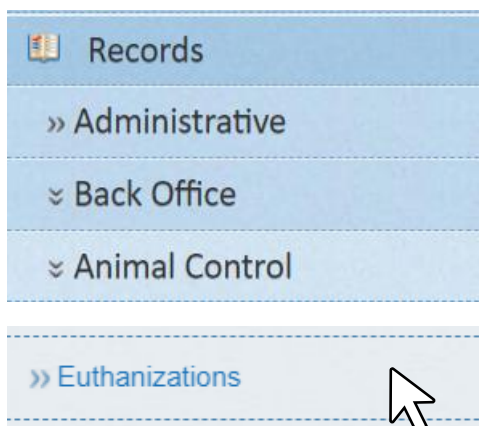 Records
» Administrative
Back Office
Animal Control
» Euthanizations